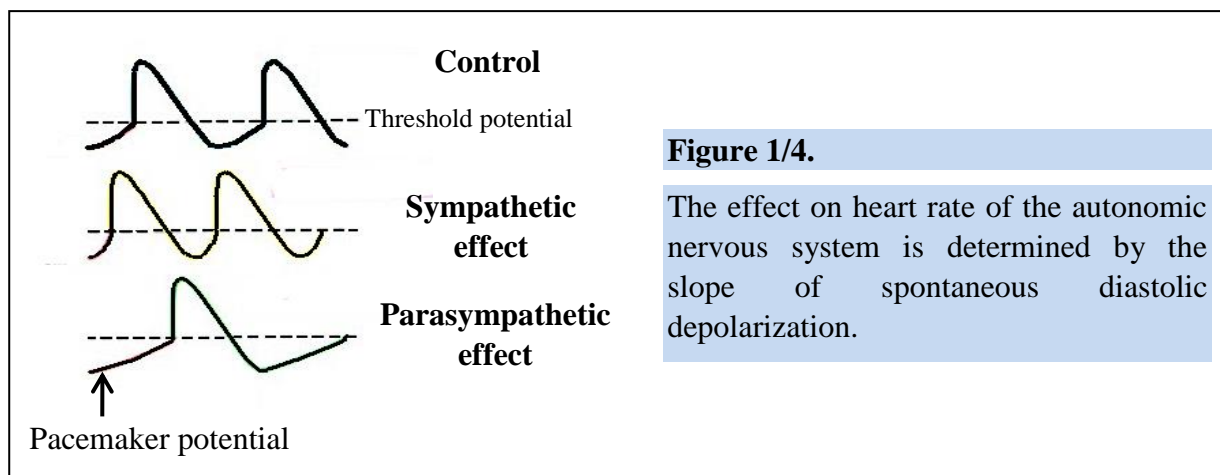 Control
Threshold potential
Sympathetic
effect
Parasympathetic
effect
Pacemaker potential
Figure 1/4.
The effect on heart rate of the autonomic
nervous system is determined by the
slope of spontaneous diastolic
depolarization.